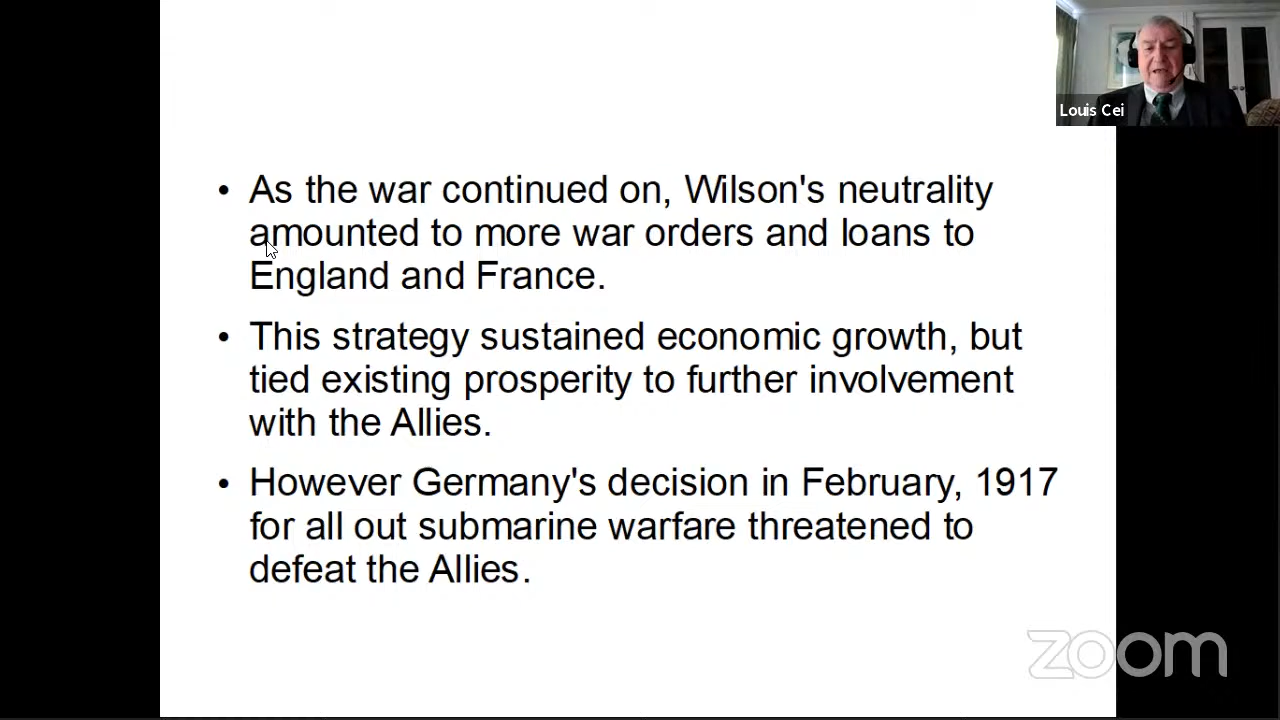 Louis Cei
• As the war continued on, Wilson's neutrality
amounted to more war orders and loans to
England and France.
• This strategy sustained economic growth, but
tied existing prosperity to further involvement
with the Allies.
• However Germany's decision in February, 1917
for all out submarine warfare threatened to
defeat the Allies.
zoom